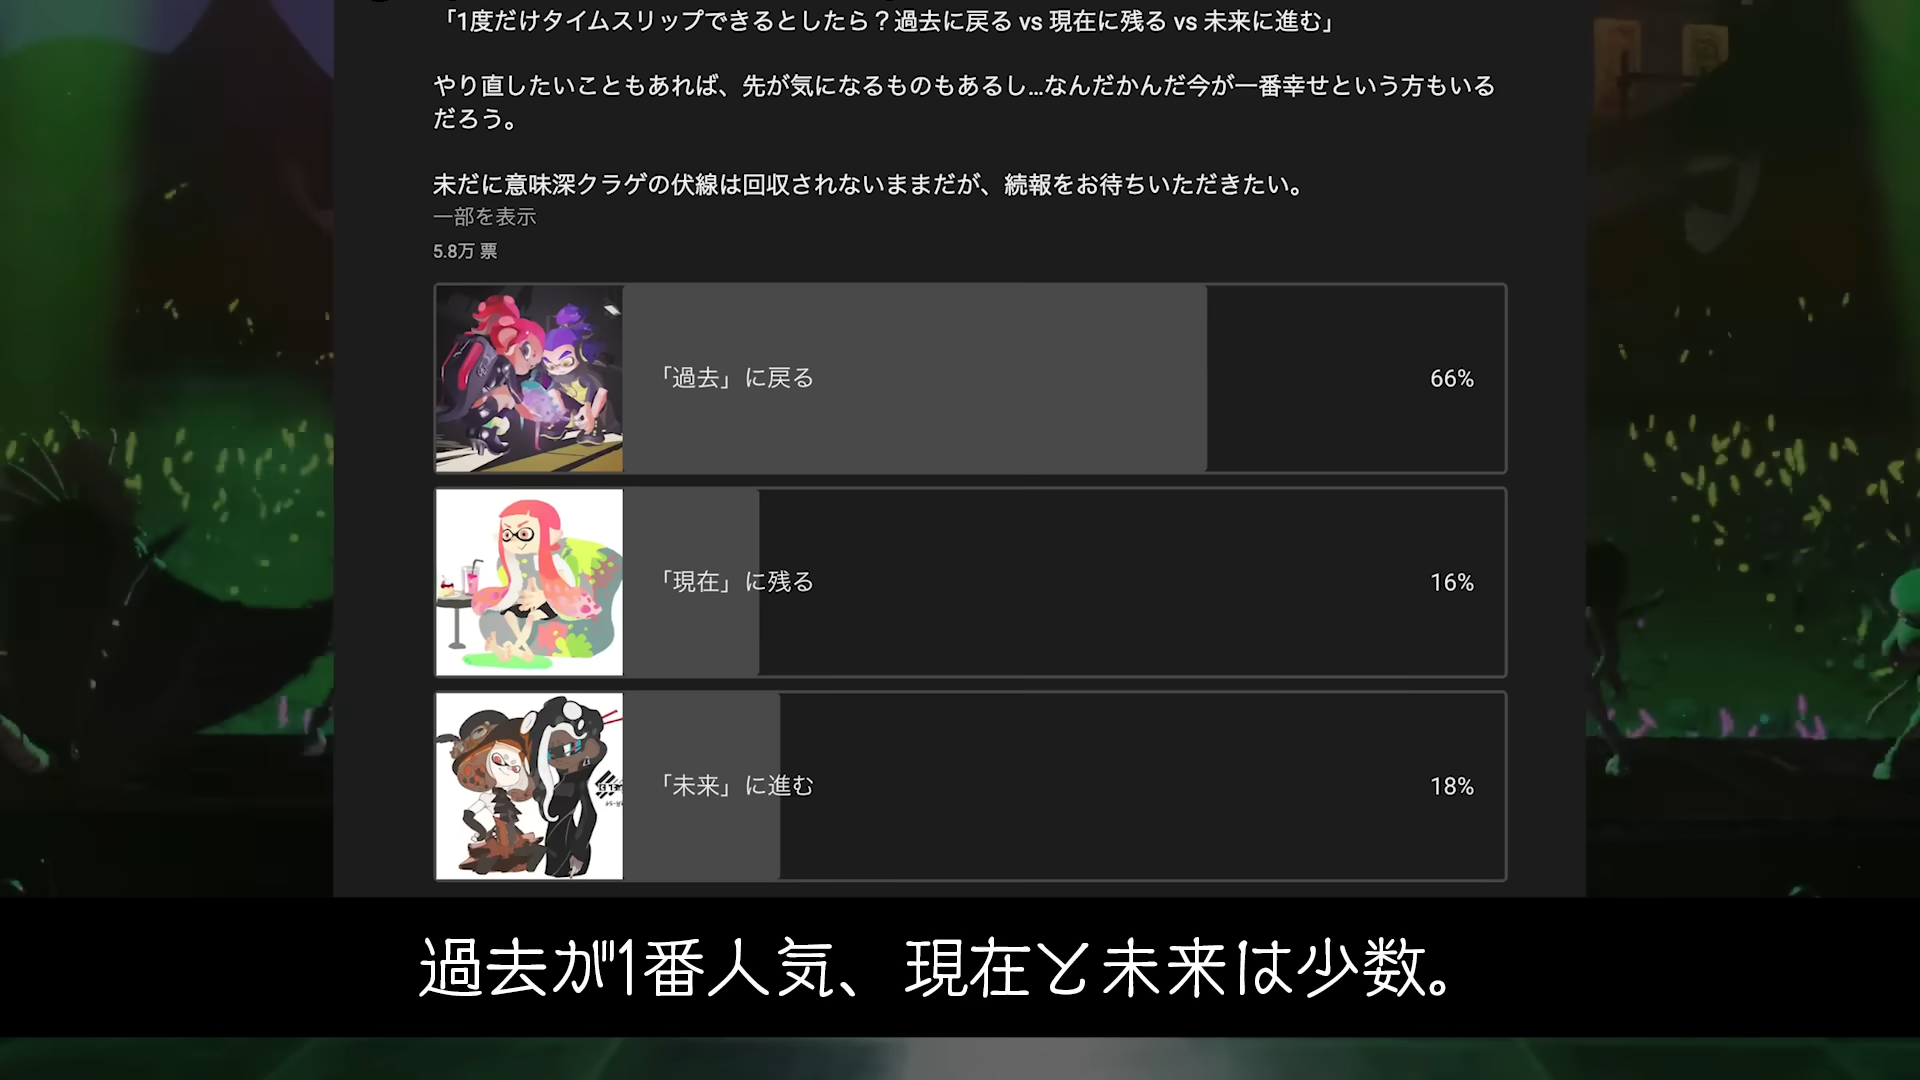 「1度だけタイムスリップできるとしたら？過去に戻る vs 現在に残る vs 未来に進む」
やり直したいこともあれば、先が気になるものもあるし…なんだかんだ今が一番幸せという方もいる
だろう。
未だに意味深クラゲの伏線は回収されないままだが、続報をお待ちいただきたい。
一部を表示
5.8万 票
「過去」に戻る 66%
「現在」に残る 16%
「未来」に進む 18%
過去が1番人気、現在と未来は少数。